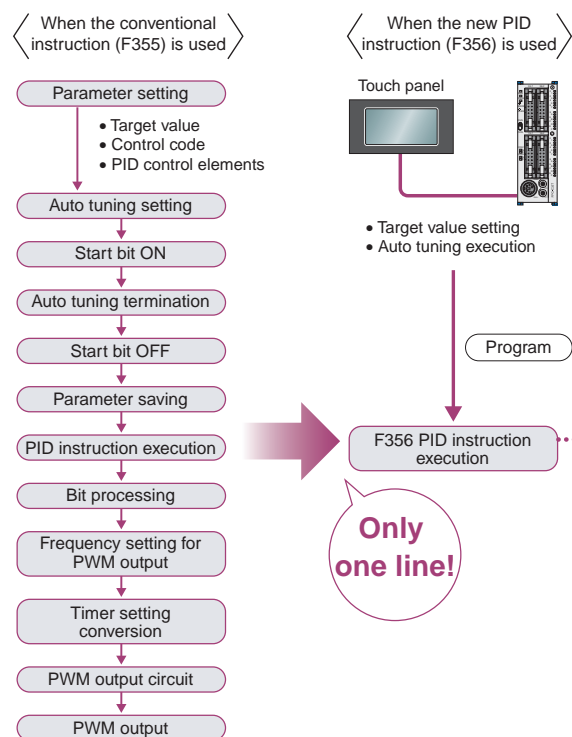 When the conventional
instruction (F355) is used
Parameter setting
• Target value
• Control code
• PID control elements
Auto tuning setting
Start bit ON
Auto tuning termination
Start bit OFF
Parameter saving
PID instruction execution
Bit processing
Frequency setting for
PWM output
Timer setting
conversion
PWM output circuit
PWM output
When the new PID
instruction (F356) is used
Touch panel
• Target value setting
• Auto tuning execution
Program
F356 PID instruction
execution
Only
one line!